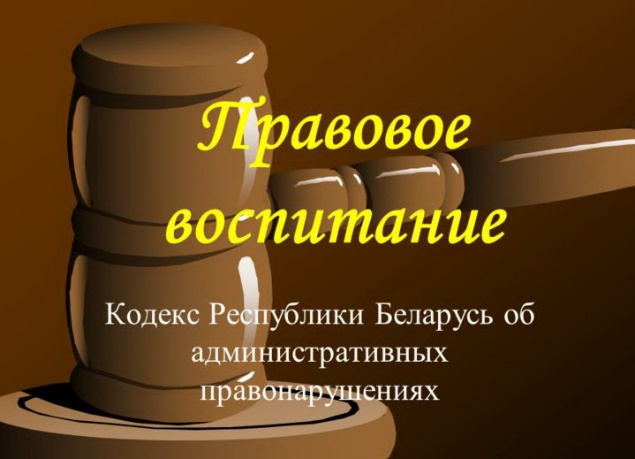 Правовое
воспитание
Кодекс Республики Беларусь об
административных
правонарушениях